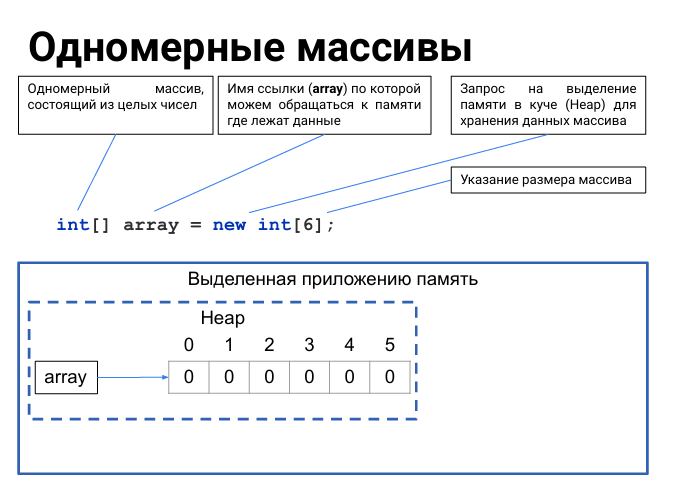 Одномерные массивы
Одномерный массив,
состоящий из целых чисел
Имя ссылки (array) по которой
можем обращаться к памяти
где лежат данные
Запрос на выделение
памяти в куче (Heap) для
хранения данных массива
Указание размера массива
int[] array = new int[6];
Выделенная приложению память
Heap
0 1 2 3 4 5
array
0 0 0 0 0 0